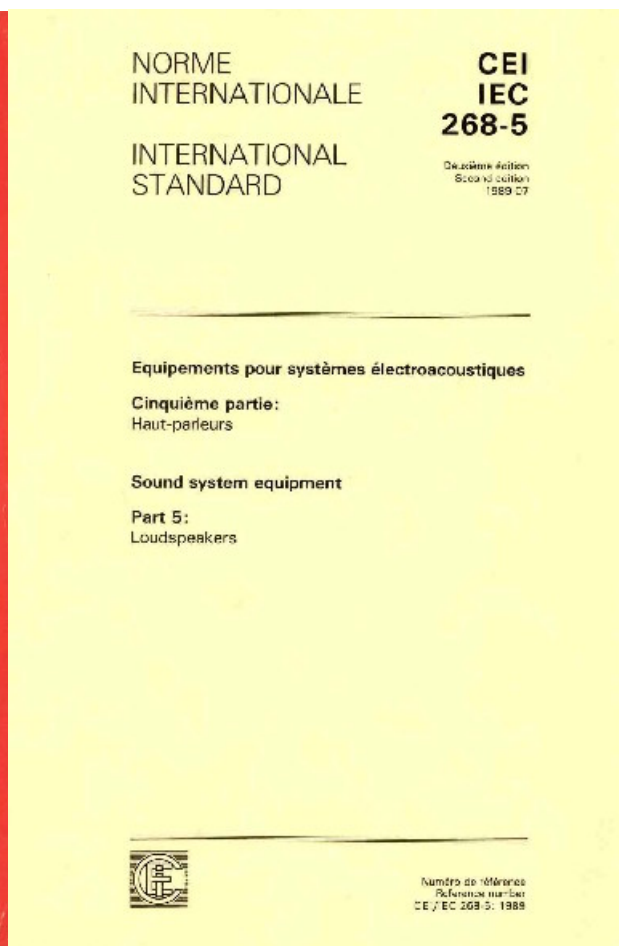 NORME
INTERNATIONALE
CEI
IEC
268-5
INTERNATIONAL
STANDARD
Deuxième édition
Second edition
1989-07
Equipements pour systèmes électroacoustiques
Cinquième partie:
Haut-parleurs
Sound system equipment
Part 5:
Loudspeakers
Numéro de référence
Reference number
CEI/IEC 268-5: 1989